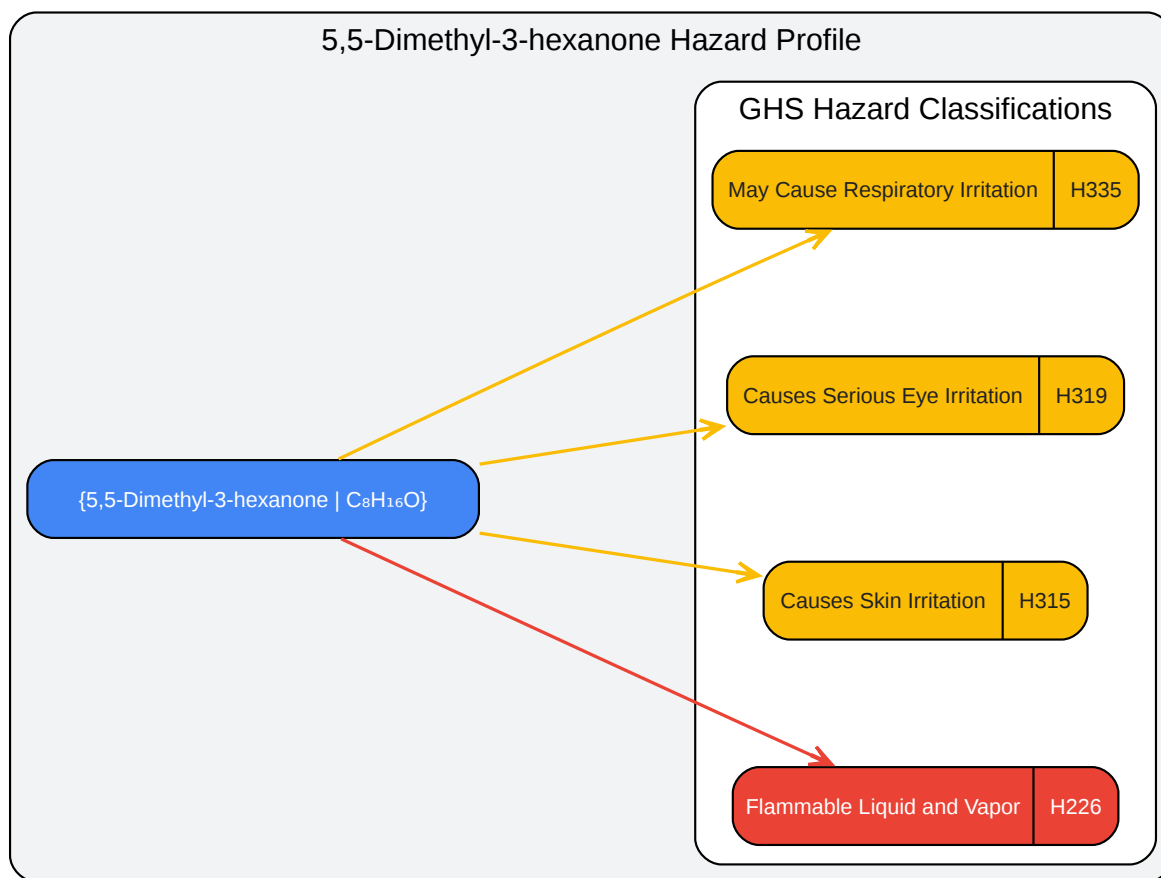 5,5-Dimethyl-3-hexanone Hazard Profile
GHS Hazard Classifications
May Cause Respiratory Irritation H335
Causes Serious Eye Irritation H319
{5,5-Dimethyl-3-hexanone | C₈H₁₆O}
Causes Skin Irritation H315
Flammable Liquid and Vapor H226